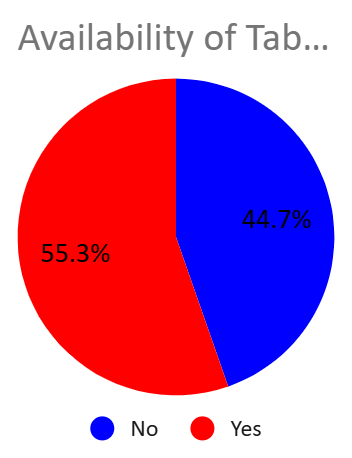 Availability of Tab...
44.7%
55.3%
No
Yes